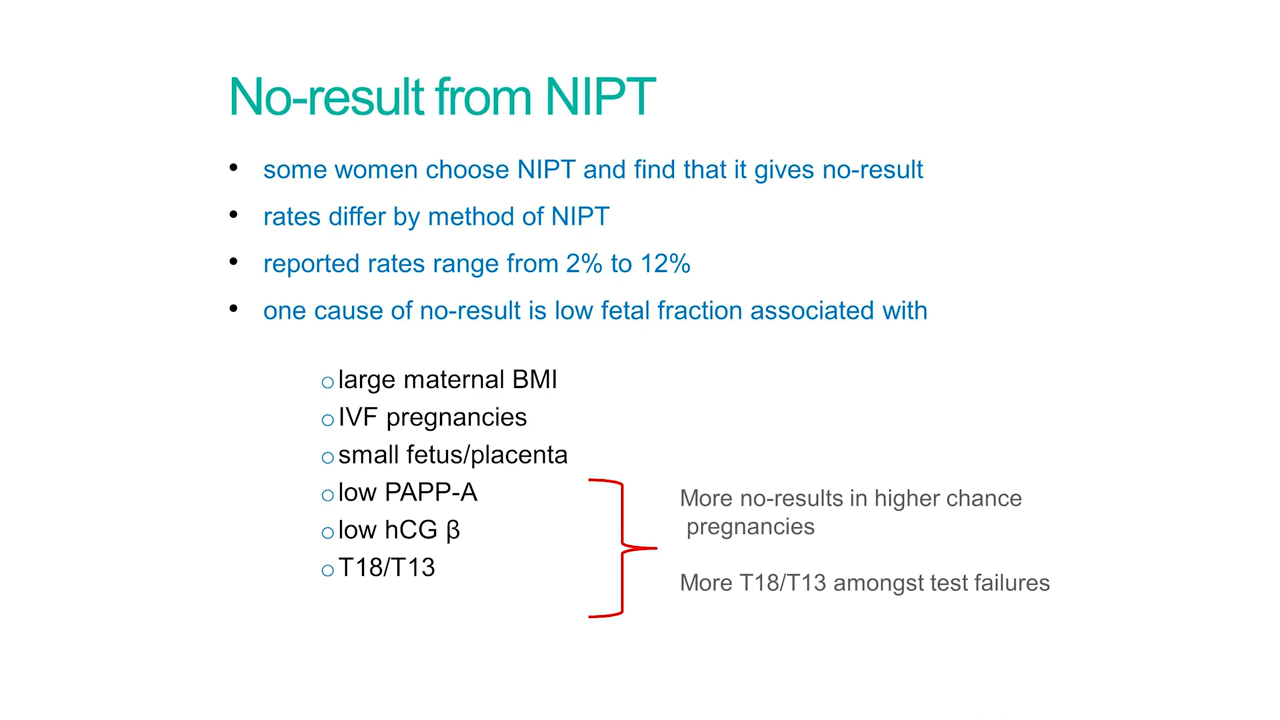 No-result from NIPT
• some women choose NIPT and find that it gives no-result
• rates differ by method of NIPT
• reported rates range from 2% to 12%
• one cause of no-result is low fetal fraction associated with
o large maternal BMI
o IVF pregnancies
o small fetus/placenta
o low PAPP-A
o low hCG β
o T18/T13
More no-results in higher chance
pregnancies
More T18/T13 amongst test failures